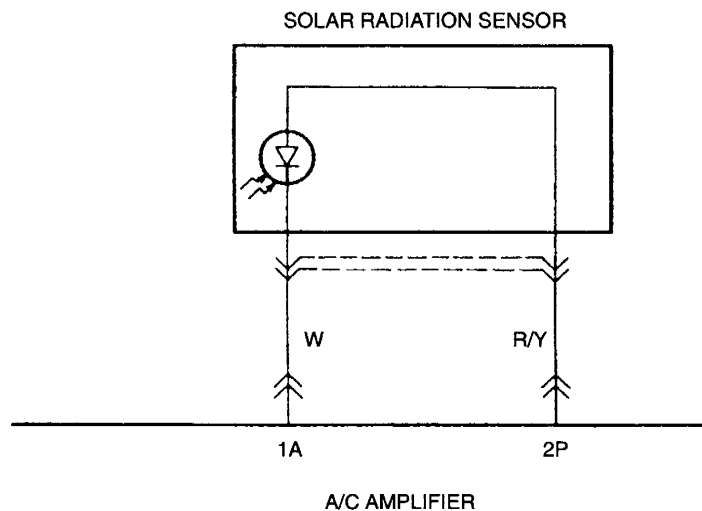 SOLAR RADIATION SENSOR
W R/Y
1A 2P
A/C AMPLIFIER